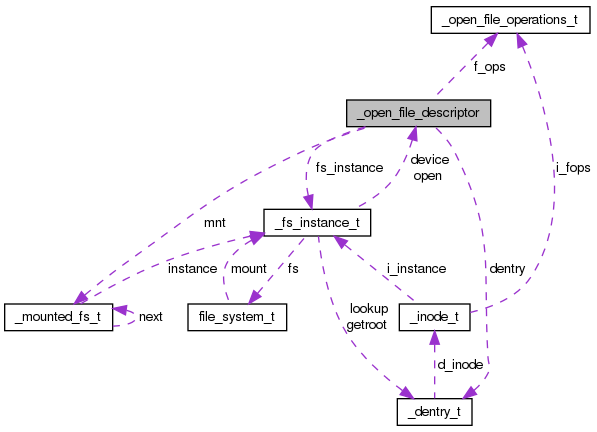 _open_file_operations_t
f_ops
_open_file_descriptor
fs_instance
device
open
i_fops
mnt
_fs_instance_t
instance
mount
fs
i_instance
dentry
_mounted_fs_t
next
file_system_t
lookup
getroot
_inode_t
d_inode
_dentry_t